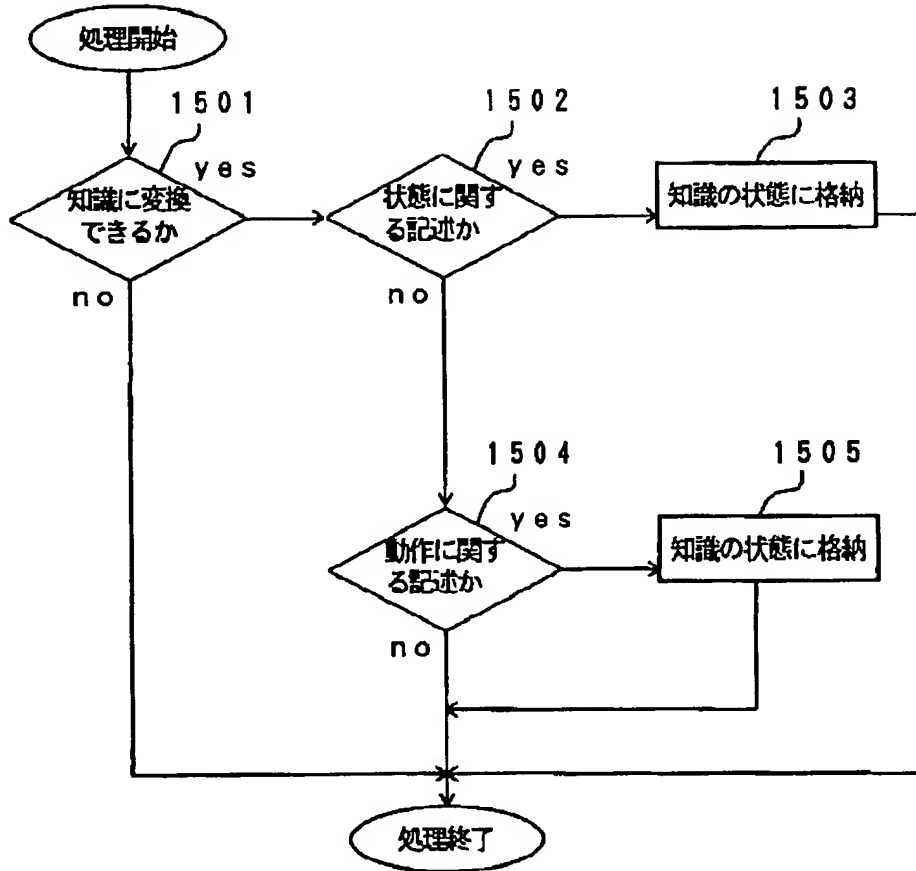 処理開始
1501
1502
1503
yes
yes
知識に変換
できるか
状態に関す
る記述か
知識の状態に格納
no
no
1504
1505
yes
動作に関す
る記述か
知識の状態に格納
no
処理終了